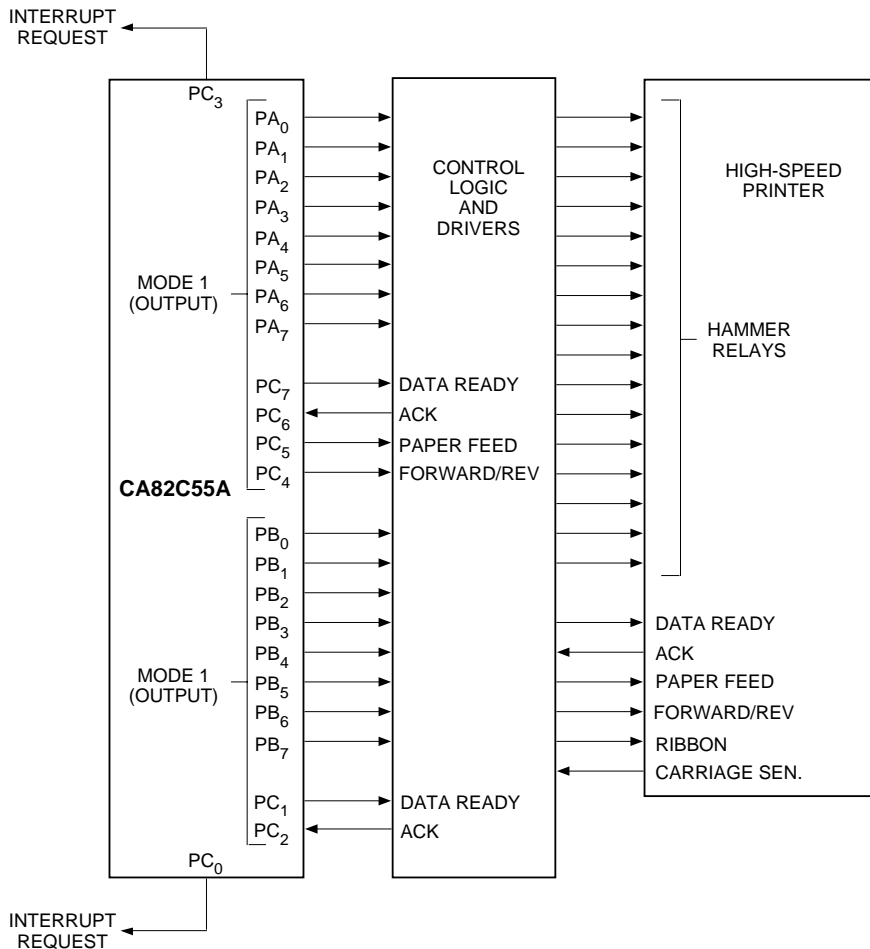 INTERRUPT
REQUEST
PC3
PA0
PA1
PA2
PA3
PA4
PA5
PA6
PA7
MODE 1
(OUTPUT)
PC7
PC6
PC5
PC4
CA82C55A
PB0
PB1
PB2
PB3
PB4
PB5
PB6
PB7
MODE 1
(OUTPUT)
PC1
PC2
PC0
INTERRUPT
REQUEST
CONTROL
LOGIC
AND
DRIVERS
DATA READY
ACK
PAPER FEED
FORWARD/REV
DATA READY
ACK
HIGH-SPEED
PRINTER
HAMMER
RELAYS
DATA READY
ACK
PAPER FEED
FORWARD/REV
RIBBON
CARRIAGE SEN.